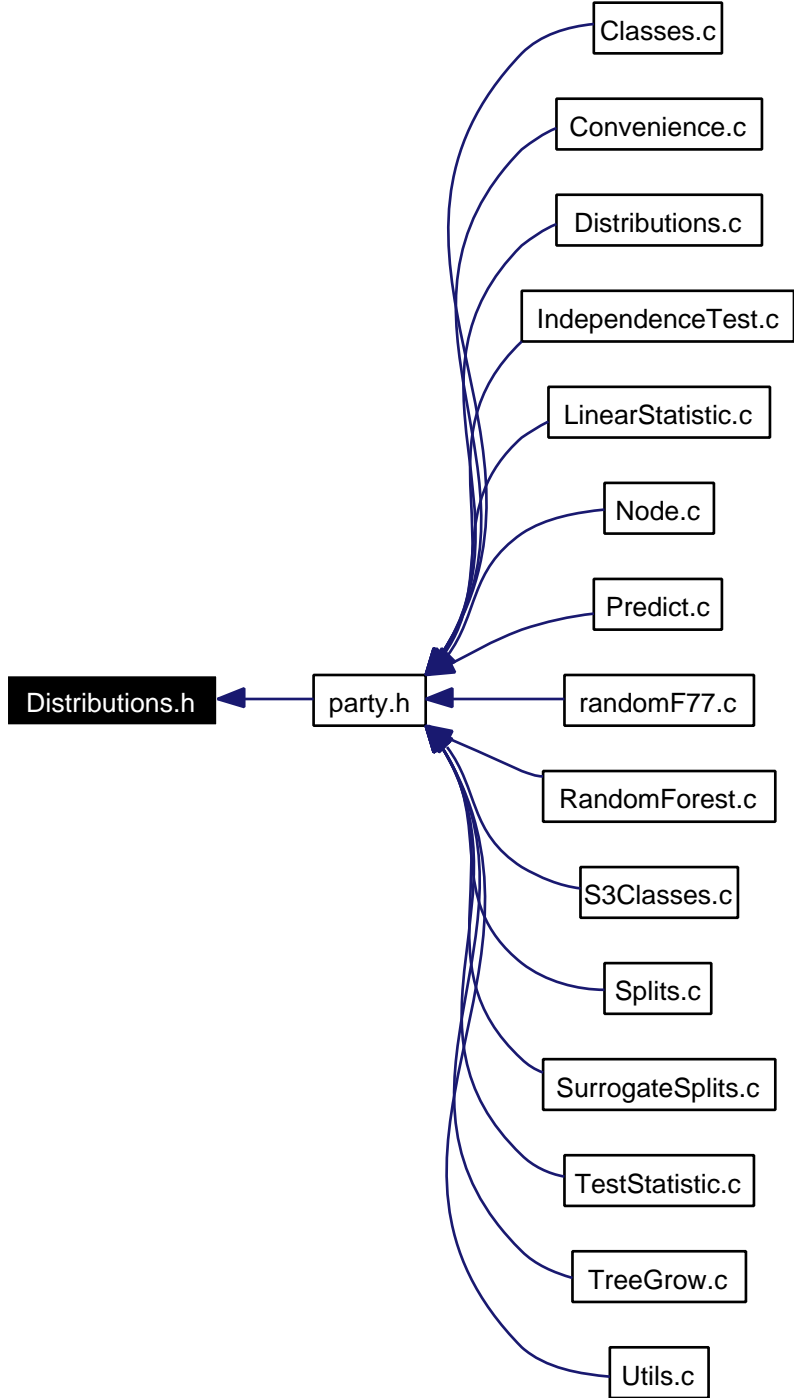 Classes.c
Convenience.c
Distributions.c
IndependenceTest.c
LinearStatistic.c
Node.c
Predict.c
Distributions.h
party.h
randomF77.c
RandomForest.c
S3Classes.c
Splits.c
SurrogateSplits.c
TestStatistic.c
TreeGrow.c
Utils.c